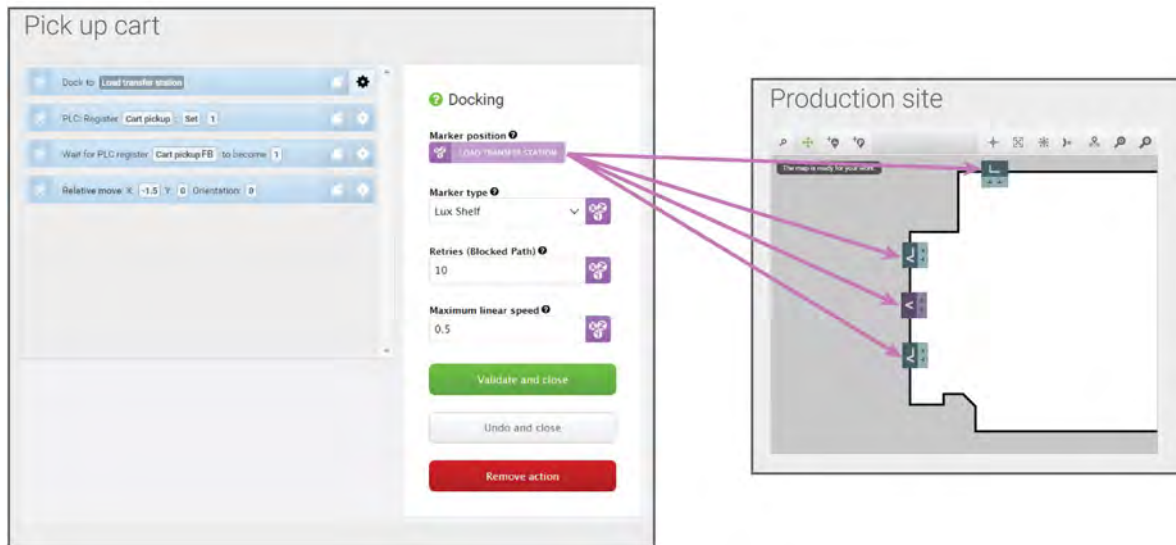 Pick up cart
Dock to Load transfer station
PLC: Register Cart pickup : Set 1
Wait for PLC register Cart pickup FB to become 1
Relative move X: -1.5 Y: 0 Orientation: 0
Docking
Marker position
LOAD TRANSFER STATION
Marker type
Lux Shelf
Retries (Blocked Path)
10
Maximum linear speed
0.5
Validate and close
Undo and close
Remove action
Production site
The map is ready for your work.